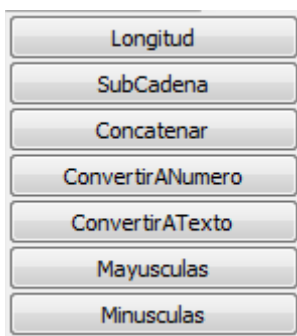 Longitud
SubCadena
Concatenar
ConvertirANumero
ConvertirATexto
Mayusculas
Minusculas